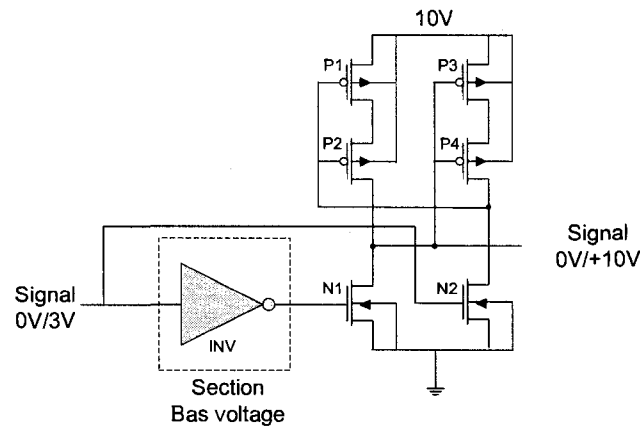 10V
P1
P3
P2
P4
Signal
0V/+10V
Signal
0V/3V
N1
N2
INV
Section
Bas voltage